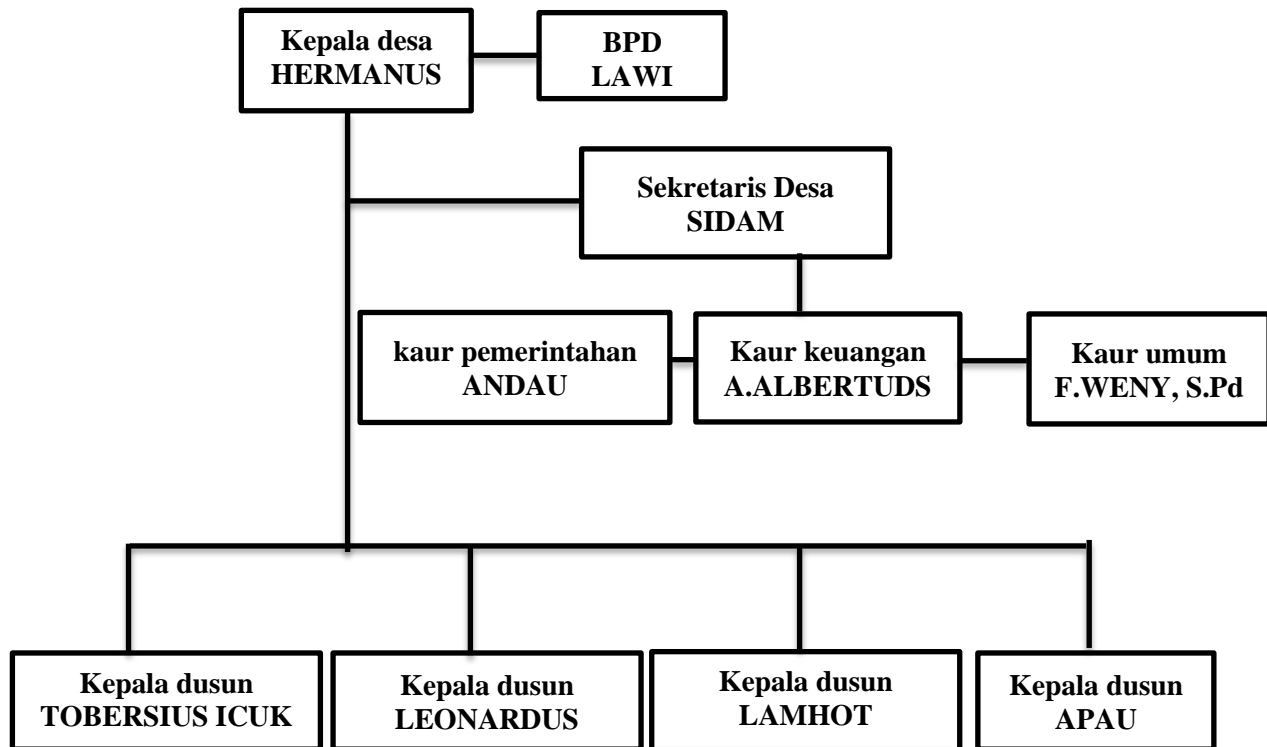 Kepala desa
HERMANUS
BPD
LAWI
Sekretaris Desa
SIDAM
kaur pemerintahan
ANDAU
Kaur keuangan
A.ALBERTUDS
Kaur umum
F.WENY, S.Pd
Kepala dusun
TOBERSIUS ICUK
Kepala dusun
LEONARDUS
Kepala dusun
LAMHOT
Kepala dusun
APAU